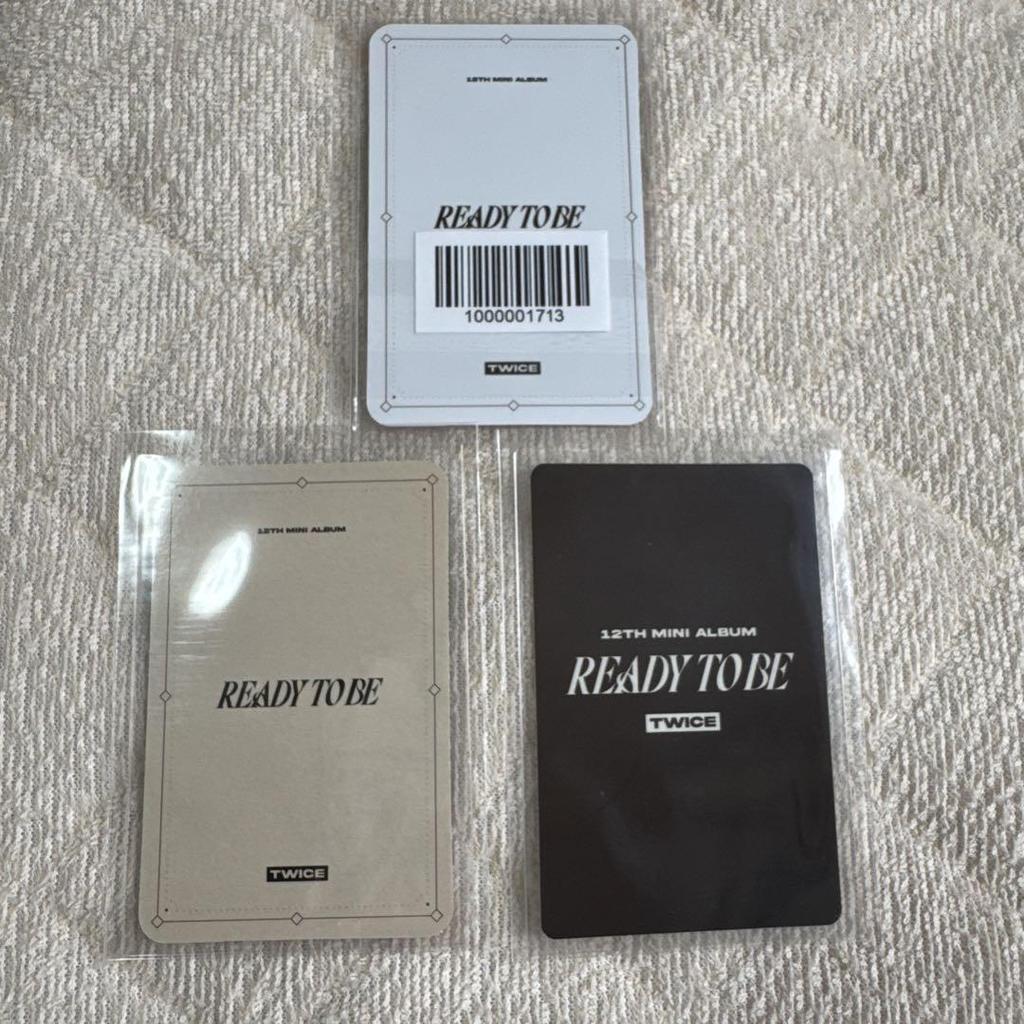 12TH MINI ALBUM
READY TO BE
1000001713
TWICE
12TH MINI ALBUM
READY TO BE
TWICE
12TH MINI ALBUM
READY TO BE
TWICE